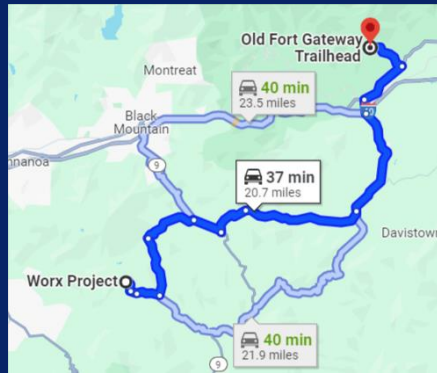 Old Fort Gateway
Trailhead
Montreat
40 min
23.5 miles
Black
Mountain
nnanoa
9
37 min
20.7 miles
Davistown
Worx Project
40 min
21.9 miles
9